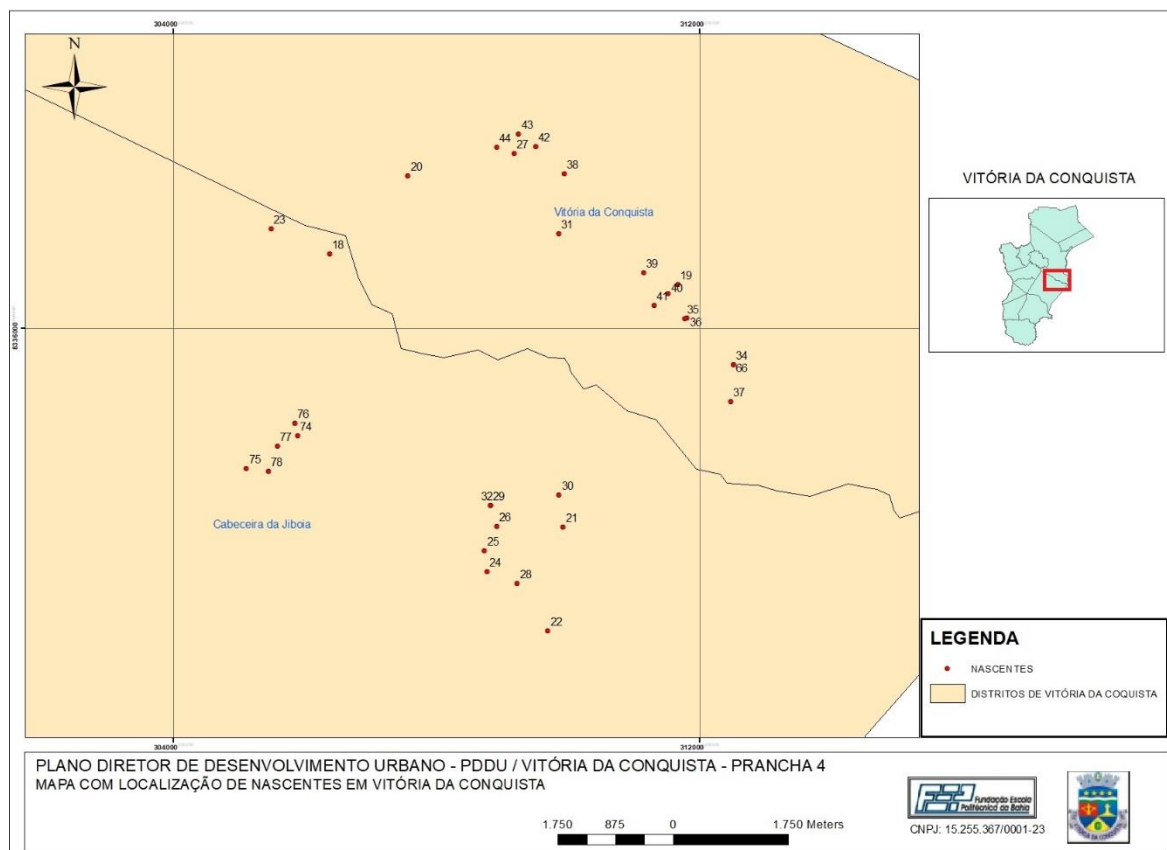 304000
312000
N
43
44
42
27
20
38
Vitória da Conquista
23
31
18
39
19
40
41
35
36
8336000
34
66
37
76
74
77
75
78
30
3229
26
21
Cabeceira da Jiboia
25
24
28
22
304000
312000
VITÓRIA DA CONQUISTA
LEGENDA
NASCENTES
DISTRITOS DE VITÓRIA DA COQUISTA
PLANO DIRETOR DE DESENVOLVIMENTO URBANO - PDDU / VITÓRIA DA CONQUISTA - PRANCHA 4
MAPA COM LOCALIZAÇÃO DE NASCENTES EM VITÓRIA DA CONQUISTA
1.750 875 0 1.750 Meters
Fundação Escola
Politécnica da Bahia
CNPJ: 15.255.367/0001-23